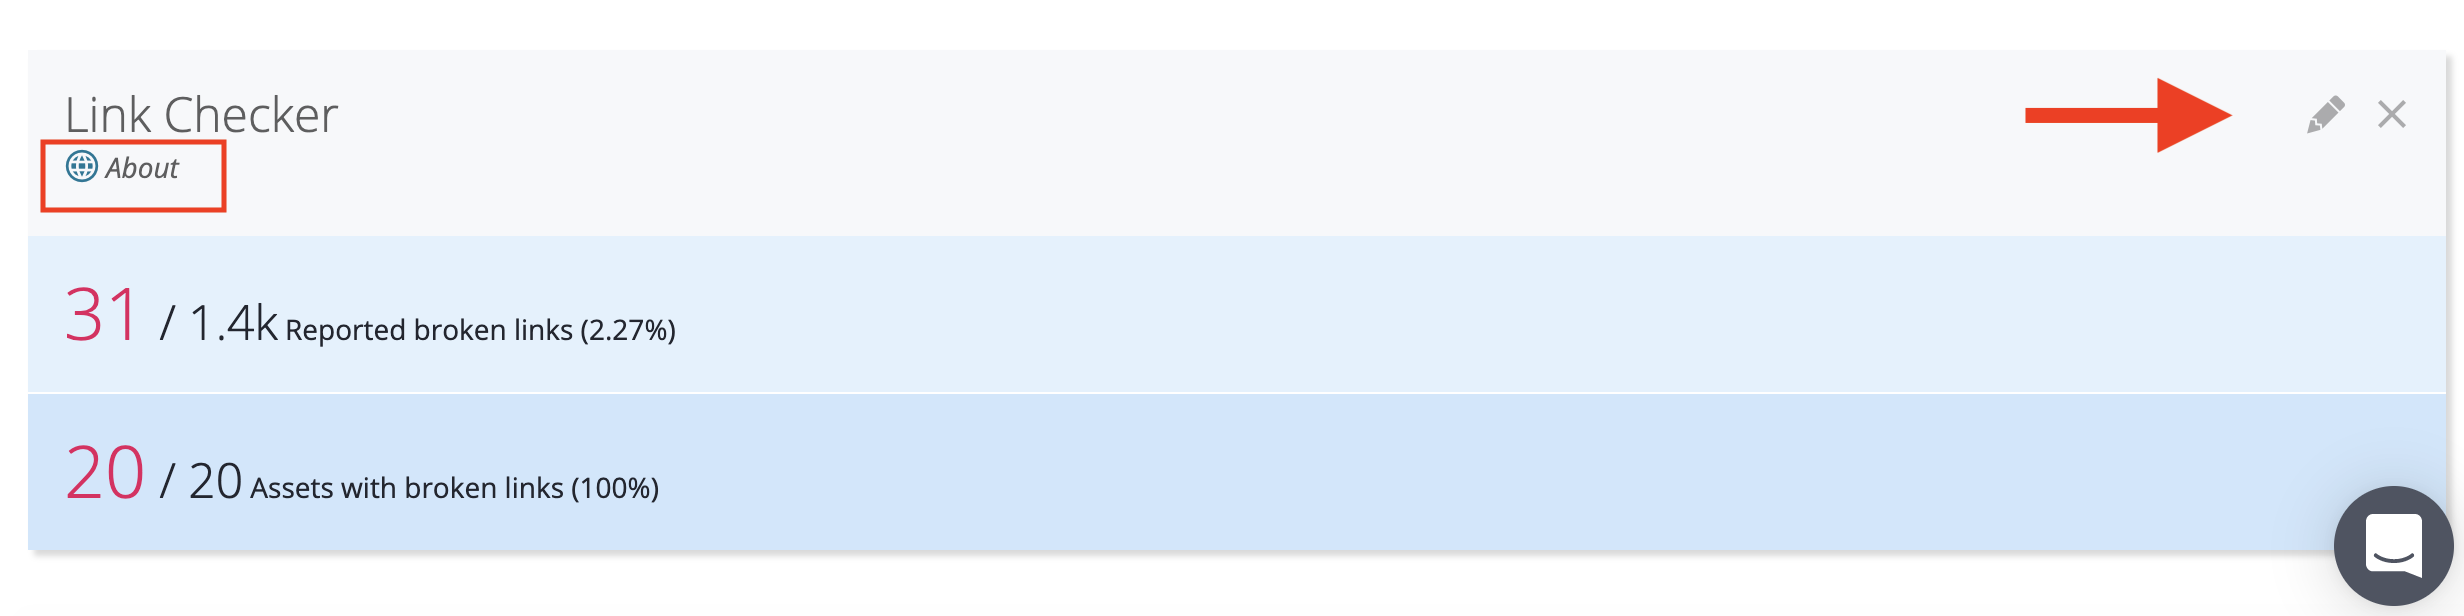 Link Checker
About
31 / 1.4k Reported broken links (2.27%)
20 / 20 Assets with broken links (100%)